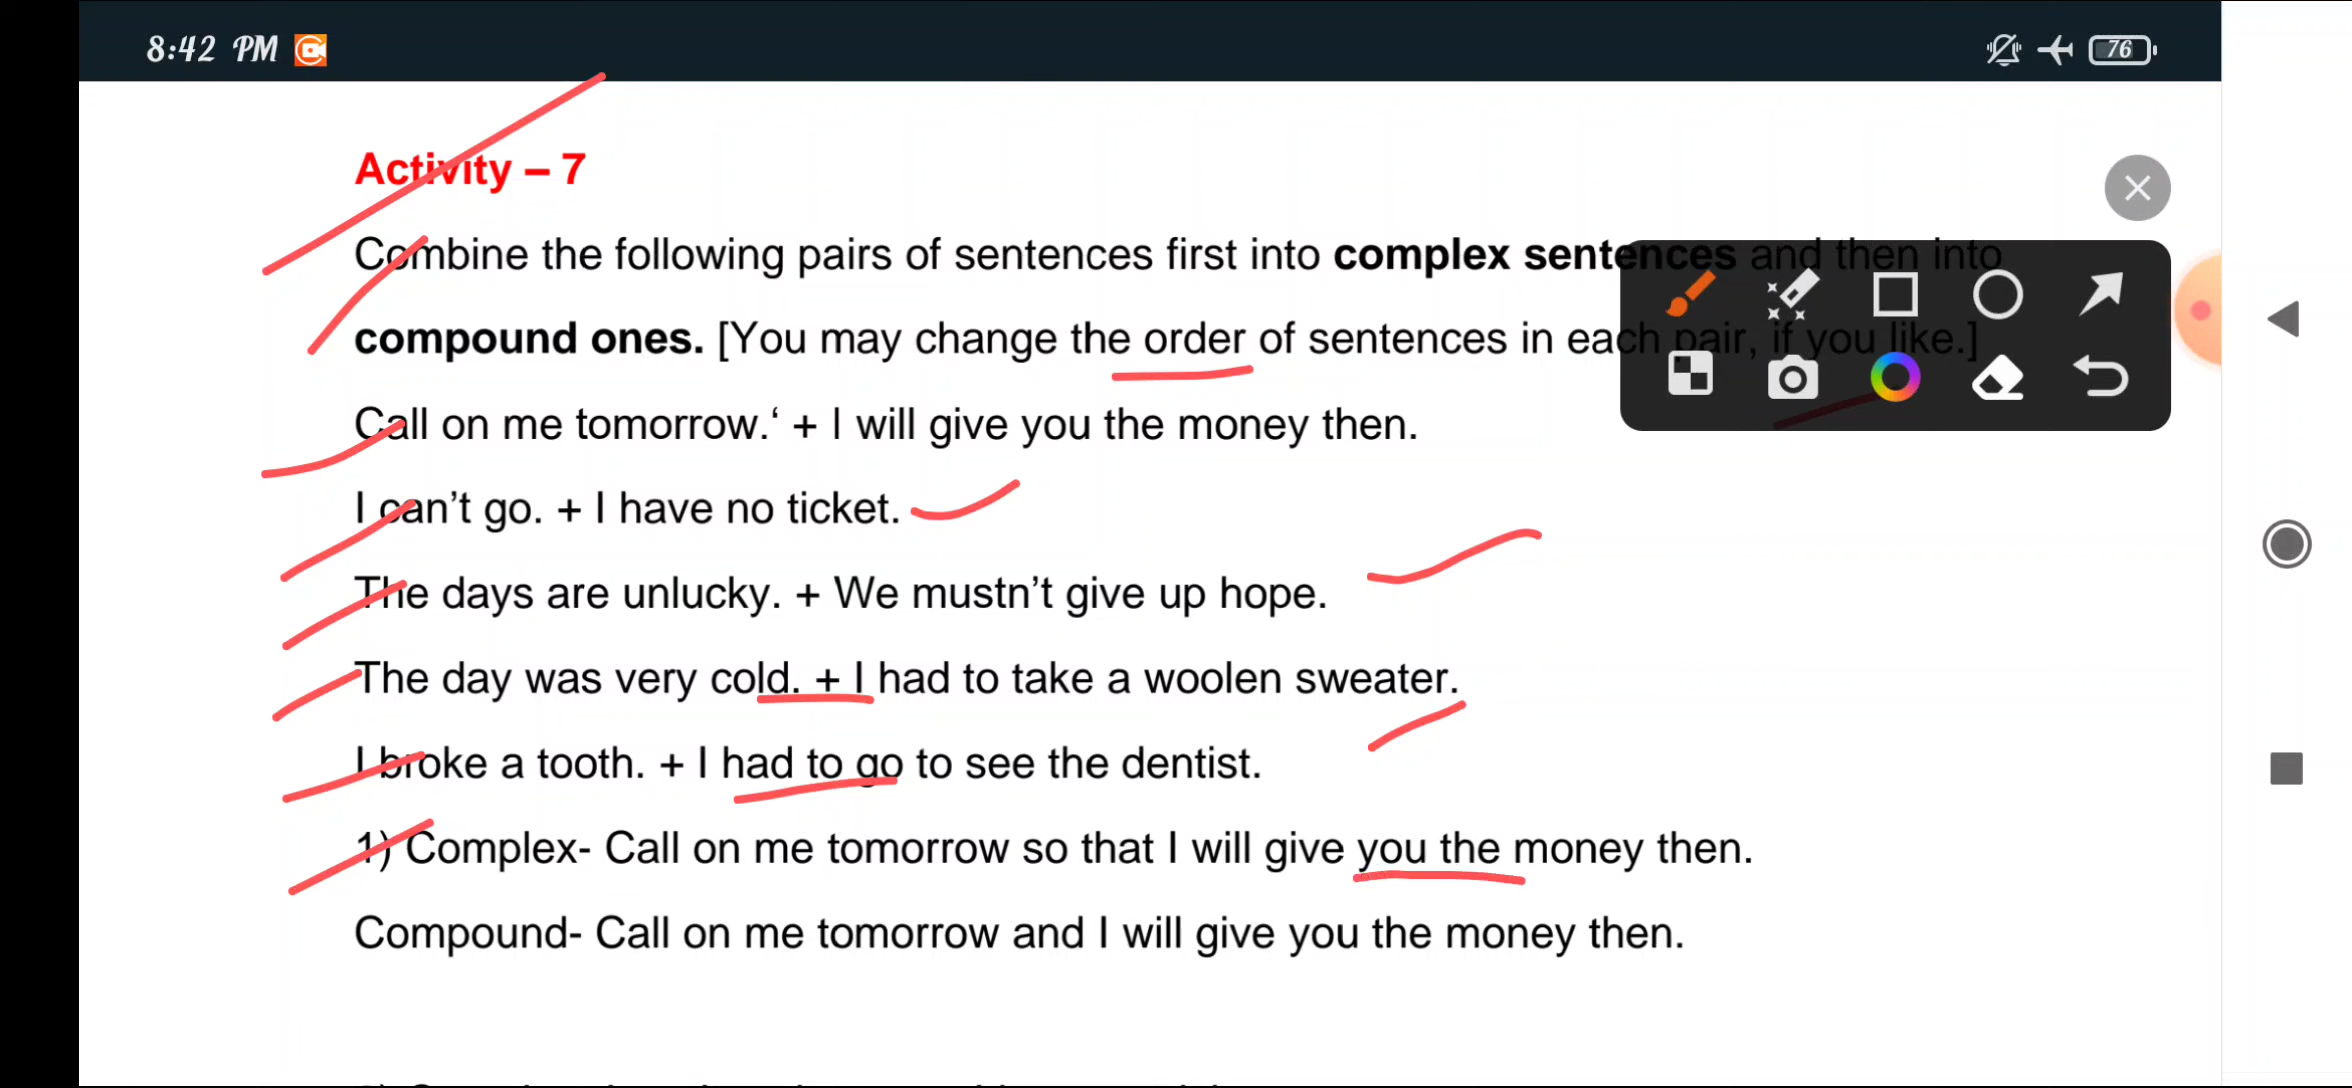 8:42 PM
76
Activity – 7
Combine the following pairs of sentences first into complex sentences and then into
compound ones. [You may change the order of sentences in each pair, if you like.]
Call on me tomorrow.‘ + I will give you the money then.
I can’t go. + I have no ticket.
The days are unlucky. + We mustn’t give up hope.
The day was very cold. + I had to take a woolen sweater.
I broke a tooth. + I had to go to see the dentist.
1) Complex- Call on me tomorrow so that I will give you the money then.
Compound- Call on me tomorrow and I will give you the money then.